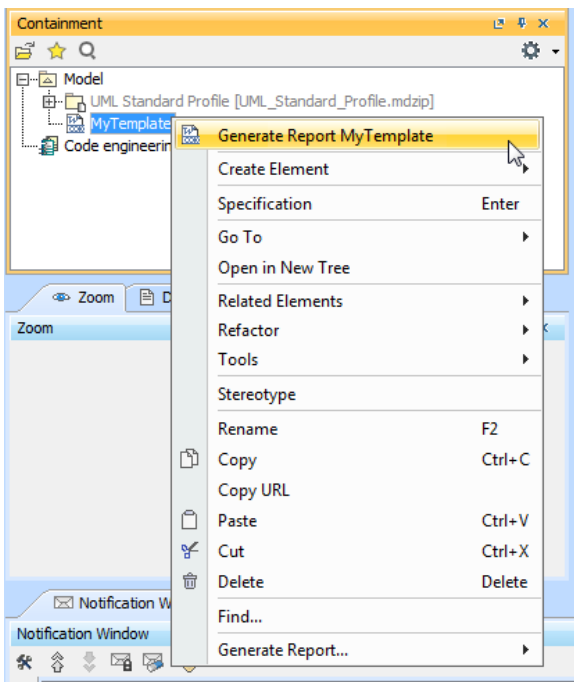 Containment
Model
UML Standard Profile [UML_Standard_Profile.mdzip]
MyTemplate
Code engineerin
Generate Report MyTemplate
Create Element
Specification Enter
Go To
Open in New Tree
Zoom D
Related Elements
Zoom
Refactor
Tools
Stereotype
Rename F2
Copy Ctrl+C
Copy URL
Paste Ctrl+V
Cut Ctrl+X
Delete Delete
Notification W
Find...
Notification Window
Generate Report...